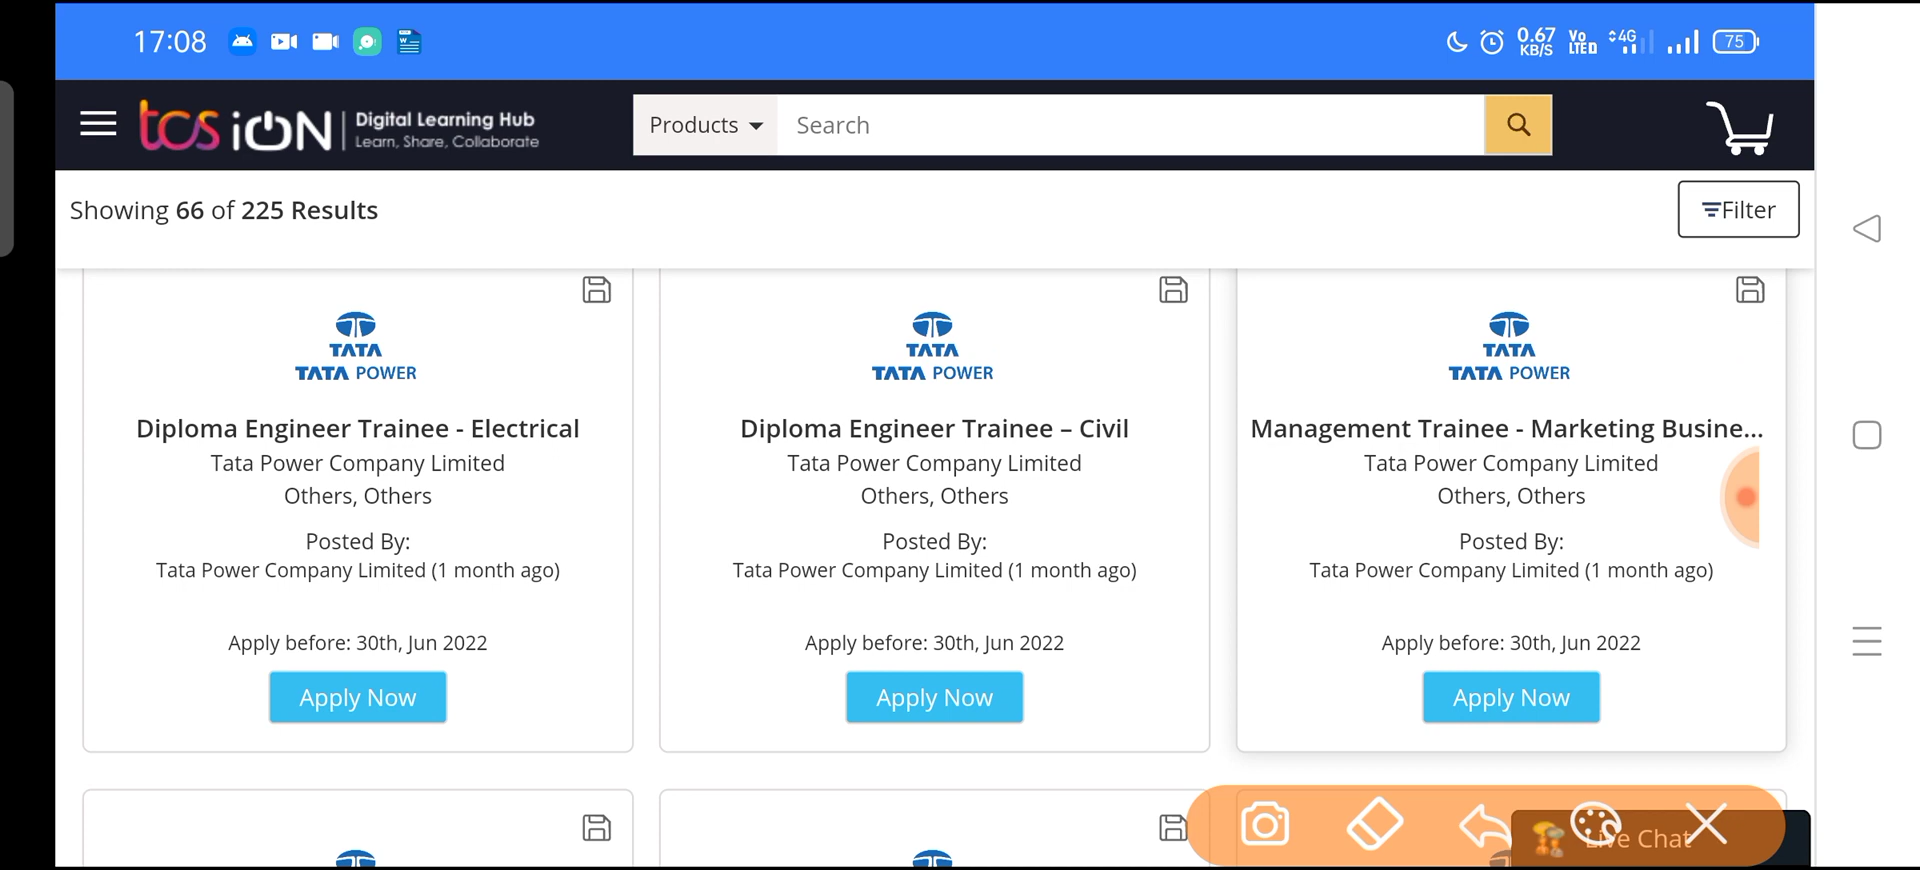 17:08
0.67
KB/S
Vo
LTED
4G
75
tcs iON | Digital Learning Hub
Learn, Share, Collaborate
Products
Search
Showing 66 of 225 Results
Filter
TATA
TATA POWER
Diploma Engineer Trainee - Electrical
Tata Power Company Limited
Others, Others
Posted By:
Tata Power Company Limited (1 month ago)
Apply before: 30th, Jun 2022
Apply Now
TATA
TATA POWER
Diploma Engineer Trainee – Civil
Tata Power Company Limited
Others, Others
Posted By:
Tata Power Company Limited (1 month ago)
Apply before: 30th, Jun 2022
Apply Now
TATA
TATA POWER
Management Trainee - Marketing Busine...
Tata Power Company Limited
Others, Others
Posted By:
Tata Power Company Limited (1 month ago)
Apply before: 30th, Jun 2022
Apply Now
Live Chat